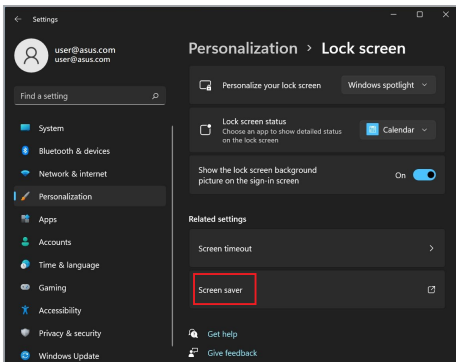 Settings
user@asus.com
user@asus.com
Find a setting
System
Bluetooth & devices
Network & internet
Personalization
Apps
Accounts
Time & language
Gaming
Accessibility
Privacy & security
Windows Update
Personalization > Lock screen
Personalize your lock screen
Windows spotlight
Lock screen status
Choose an app to show detailed status
on the lock screen
Calendar
Show the lock screen background
picture on the sign-in screen
On
Related settings
Screen timeout
Screen saver
Get help
Give feedback